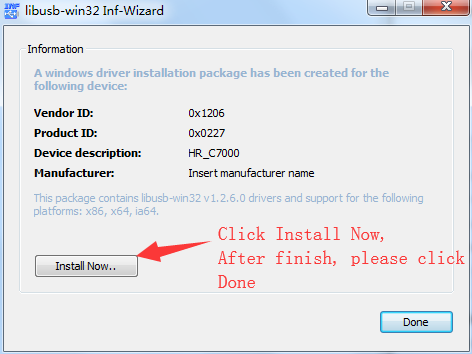 libusb-win32 Inf-Wizard
Information
A windows driver installation package has been created for the
following device:
Vendor ID: 0x1206
Product ID: 0x0227
Device description: HR_C7000
Manufacturer: Insert manufacturer name
This package contains libusb-win32 v1.2.6.0 drivers and support for the following
platforms: x86, x64, ia64.
Click Install Now,
After finish, please click
Done
Install Now..
Done